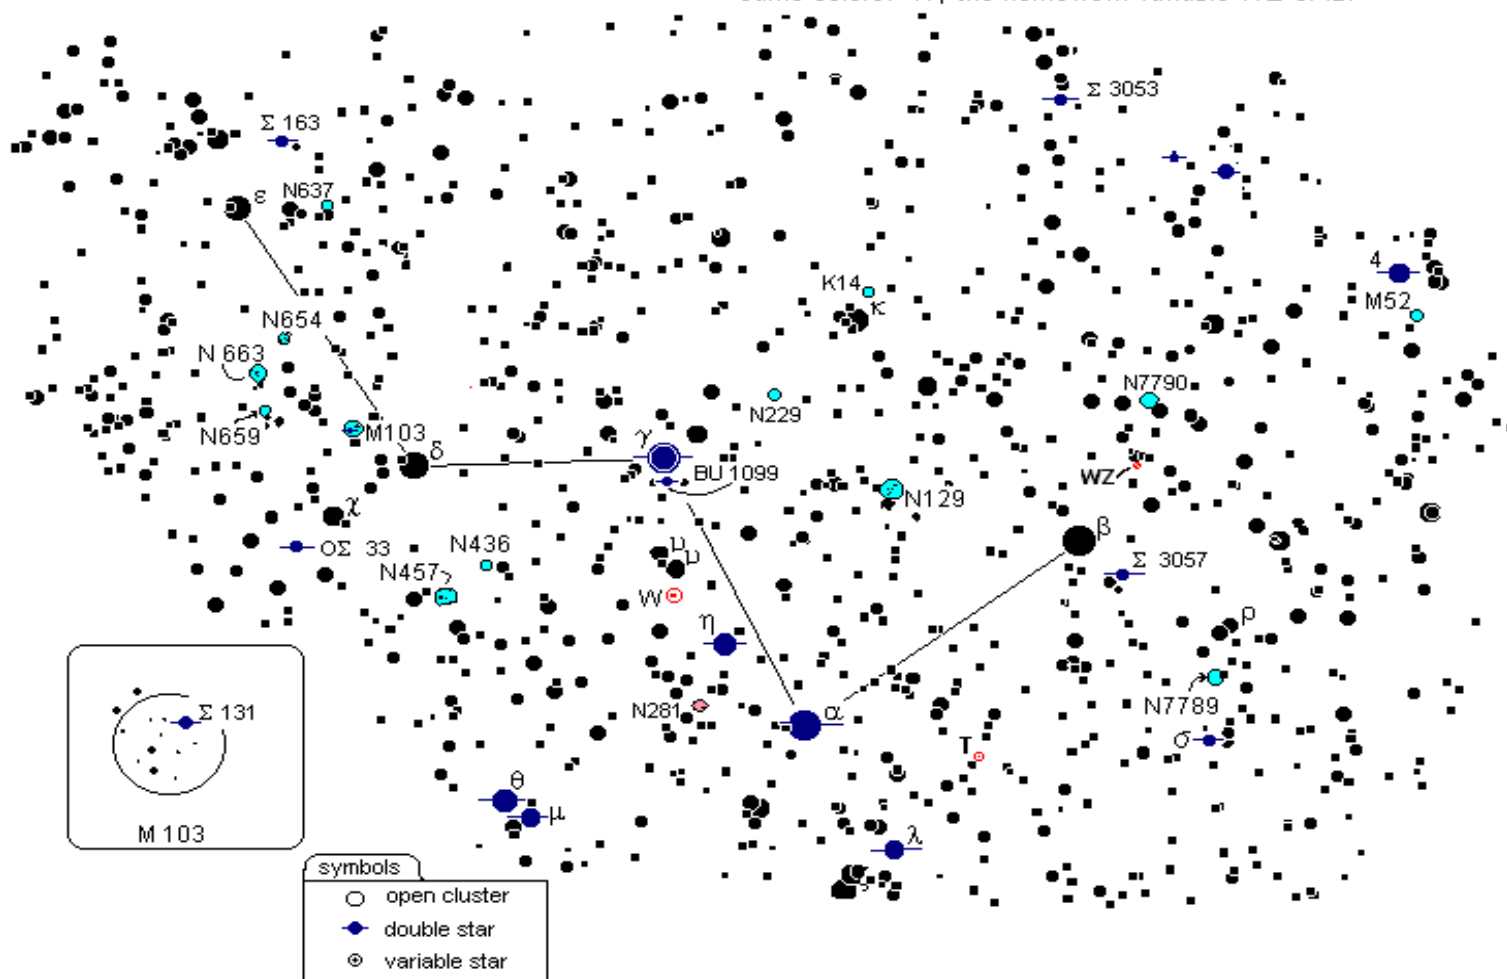 Σ 3053
Σ 163
ε
N637
4
K14
κ
M52
N654
N 663
N7790
N229
N659
M103
δ
γ
BU 1099
WZ
N129
χ
β
ΟΣ 33
N436
μ
μ
Σ 3057
N457
W
η
ρ
N281
α
N7789
Σ 131
T
σ
θ
μ
M 103
λ
symbols
open cluster
double star
variable star